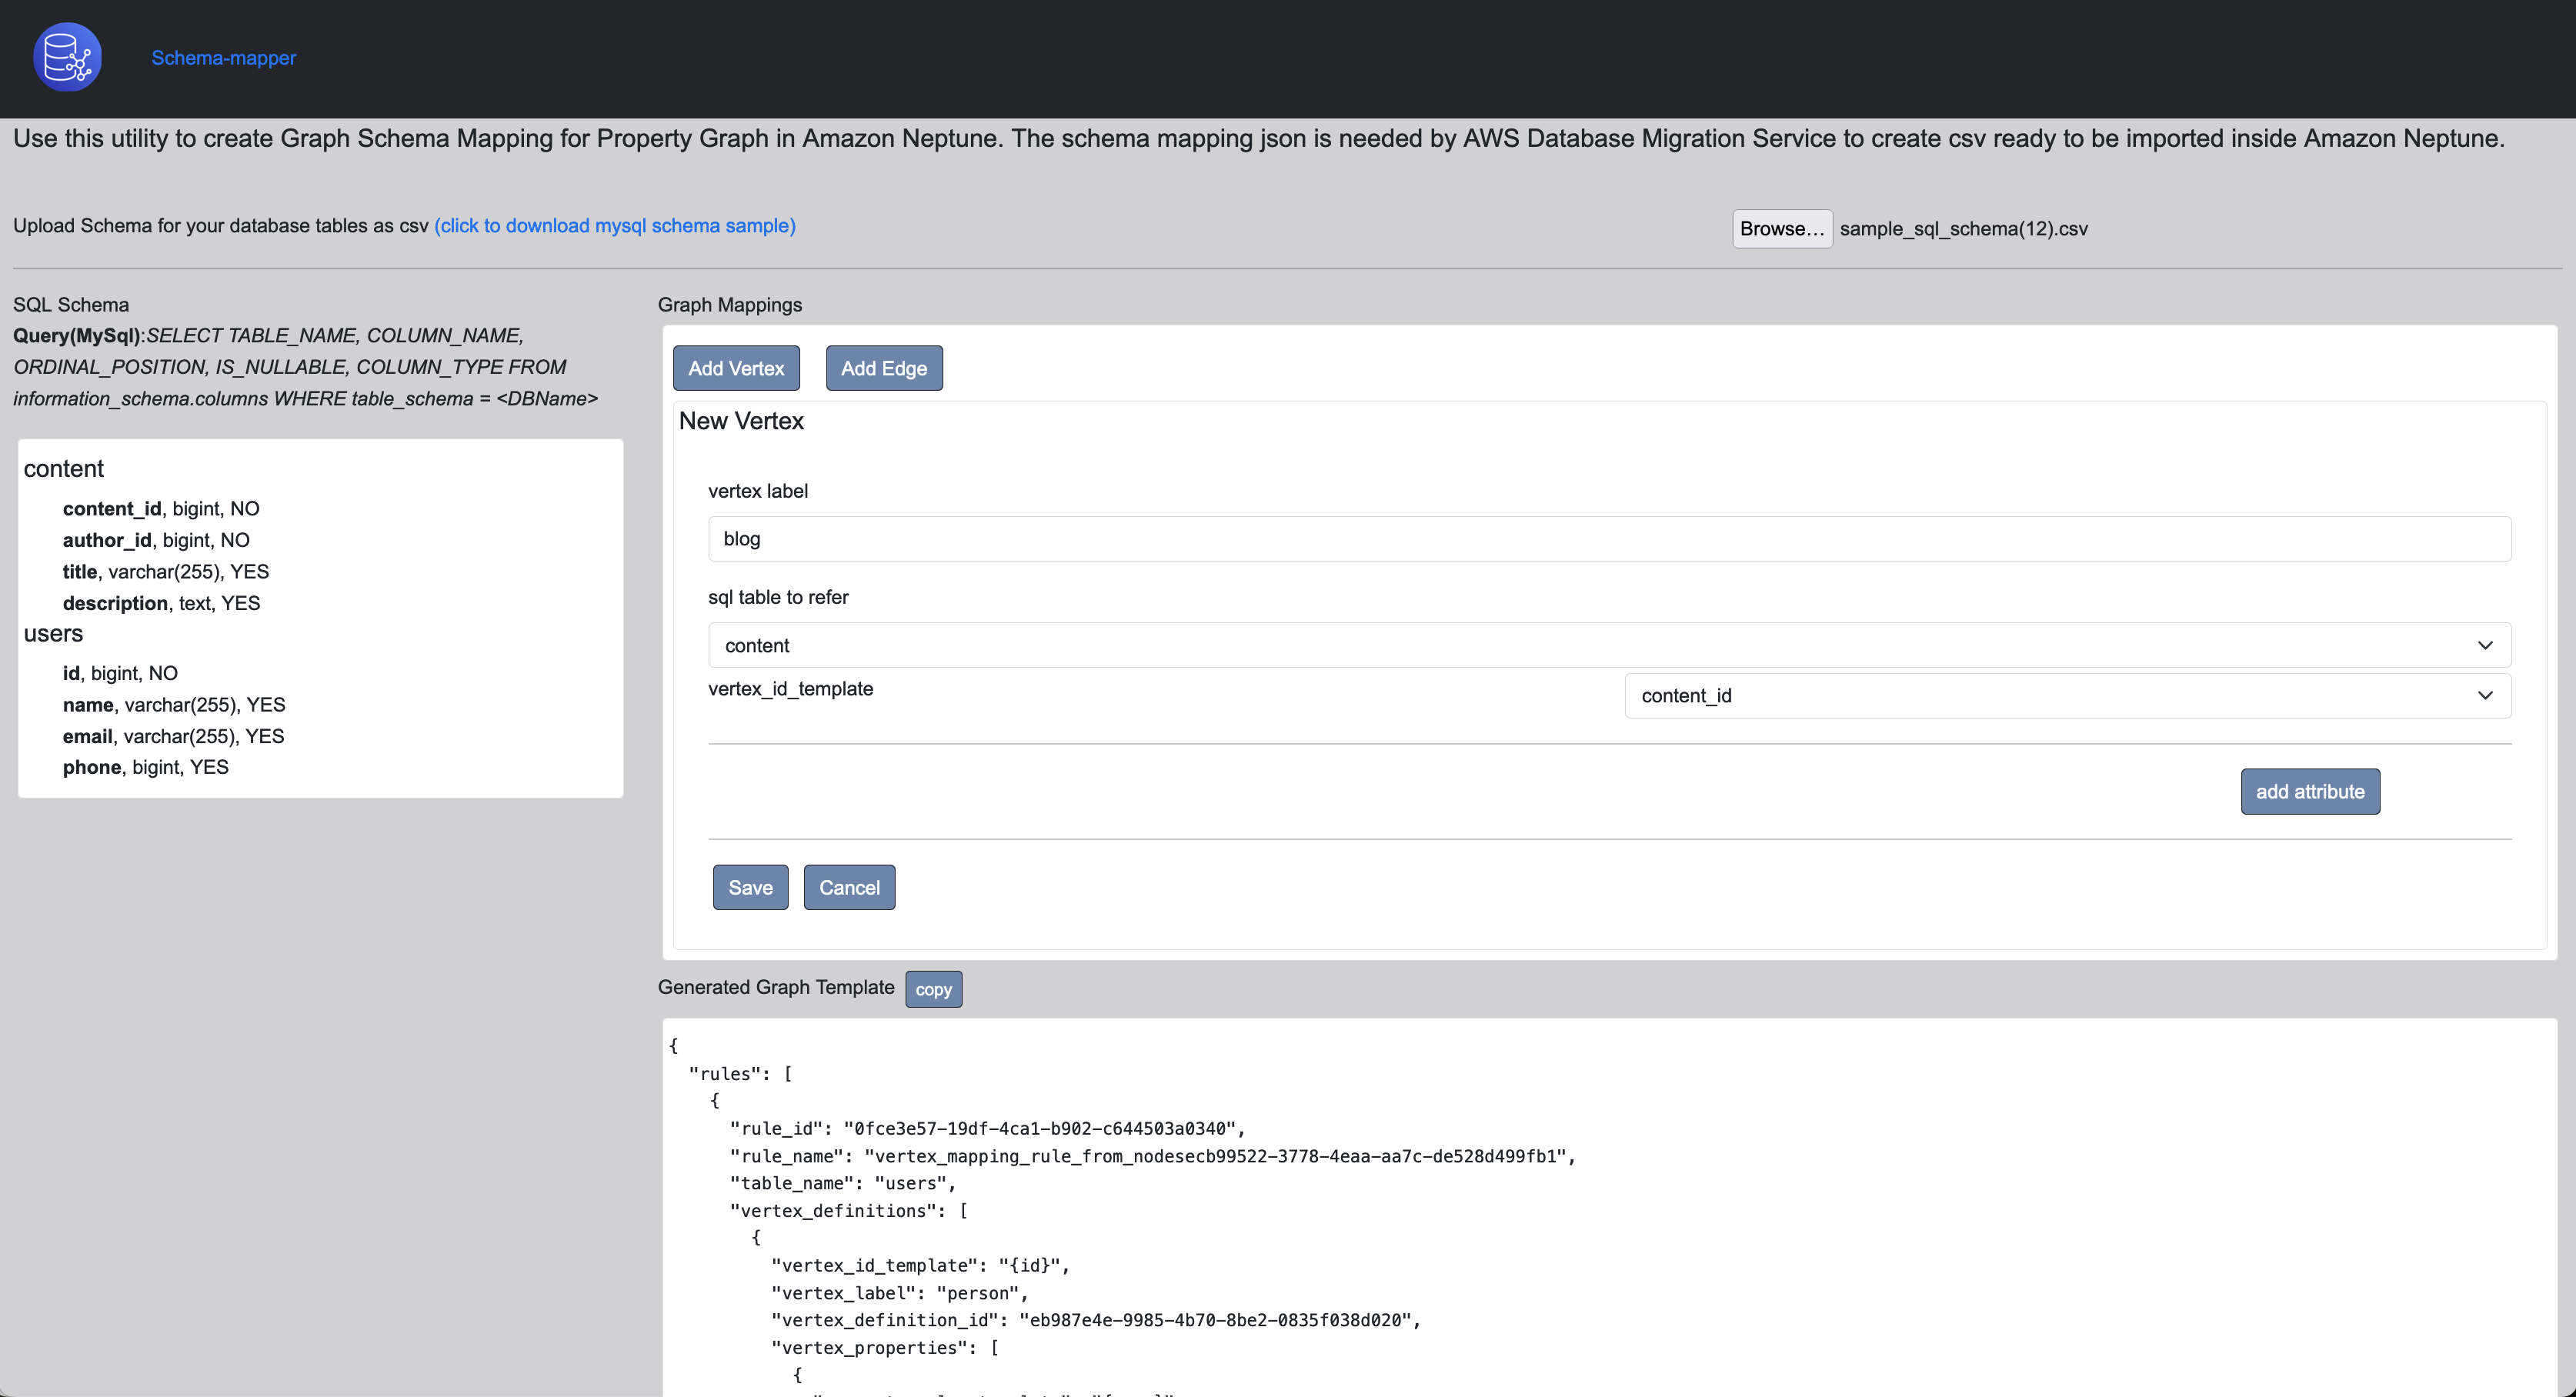 Schema-mapper
Use this utility to create Graph Schema Mapping for Property Graph in Amazon Neptune. The schema mapping json is needed by AWS Database Migration Service to create csv ready to be imported inside Amazon Neptune.
Upload Schema for your database tables as csv (click to download mysql schema sample)
Browse... sample_sql_schema(12).csv
SQL Schema
Query(MySql):SELECT TABLE_NAME, COLUMN_NAME,
ORDINAL_POSITION, IS_NULLABLE, COLUMN_TYPE FROM
information_schema.columns WHERE table_schema = <DBName>
content
content_id, bigint, NO
author_id, bigint, NO
title, varchar(255), YES
description, text, YES
users
id, bigint, NO
name, varchar(255), YES
email, varchar(255), YES
phone, bigint, YES
Graph Mappings
Add Vertex Add Edge
New Vertex
vertex label
blog
sql table to refer
content
vertex_id_template content_id
add attribute
Save Cancel
Generated Graph Template copy
{
"rules": [
{
"rule_id": "0fce3e57-19df-4ca1-b902-c644503a0340",
"rule_name": "vertex_mapping_rule_from_nodesecb99522-3778-4eaa-aa7c-de528d499fb1",
"table_name": "users",
"vertex_definitions": [
{
"vertex_id_template": "{id}",
"vertex_label": "person",
"vertex_definition_id": "eb987e4e-9985-4b70-8be2-0835f038d020",
"vertex_properties": [
{